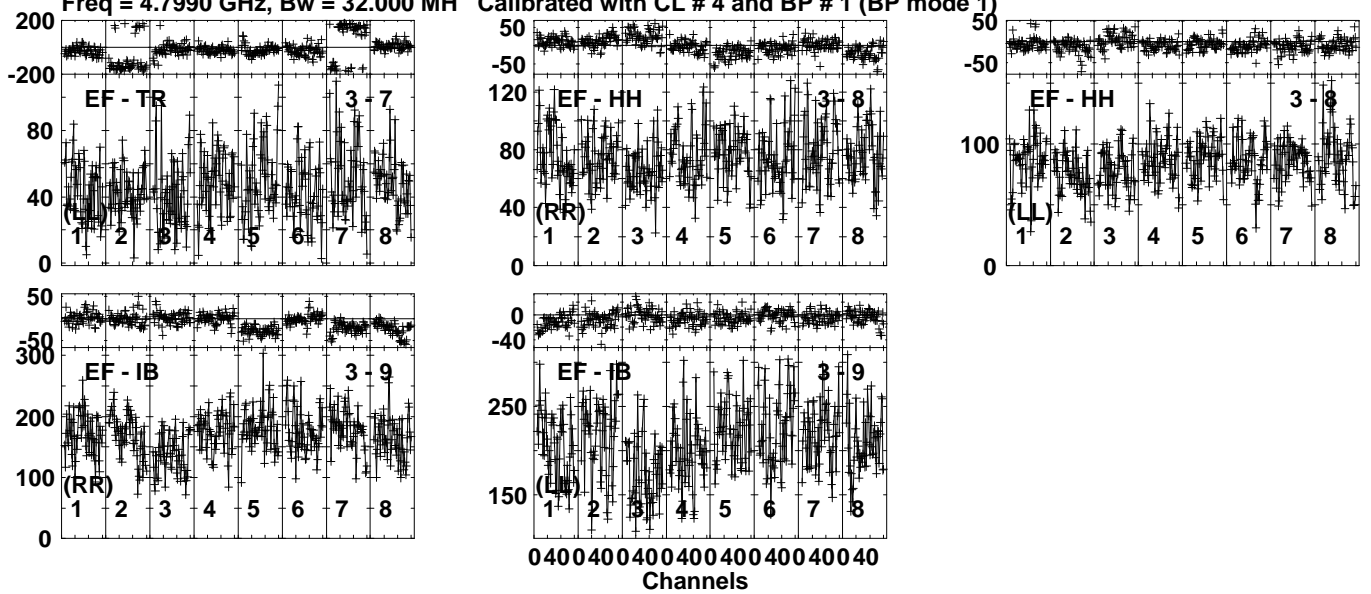 Freq = 4.7990 GHz, Bw = 32.000 MH Calibrated with CL # 4 and BP # 1 (BP mode 1)
200
-200
EF - TR 3 - 7
80
40
0
(LL)
1 2 3 4 5 6 7 8
50
-50
EF - HH 3 - 8
120
80
40
0
(RR)
1 2 3 4 5 6 7 8
50
-50
EF - HH 3 - 8
100
0
(LL)
1 2 3 4 5 6 7 8
50
-50
EF - IB 3 - 9
300
200
100
0
(RR)
1 2 3 4 5 6 7 8
0
-40
EF - IB 3 - 9
250
150
(LL)
1 2 3 4 5 6 7 8
0 40 0 40 0 40 0 40 0 40 0 40 0 40 0 40
Channels